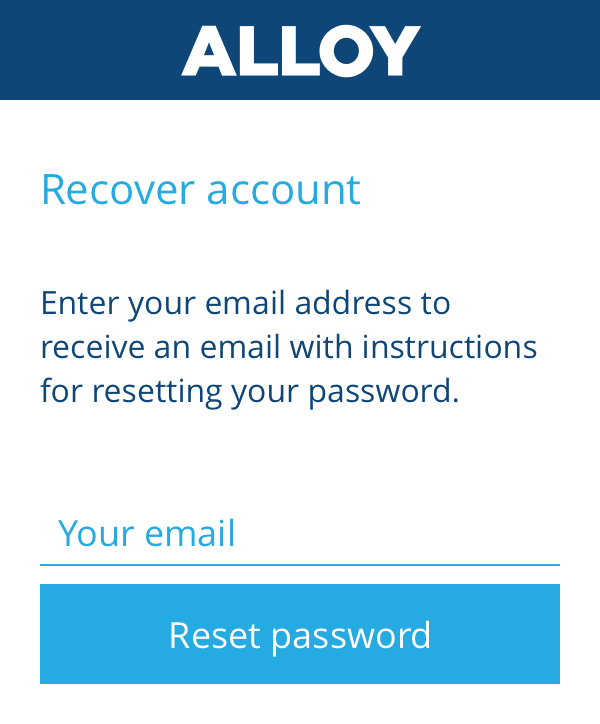 ALLOY
Recover account
Enter your email address to
receive an email with instructions
for resetting your password.
Your email
Reset password